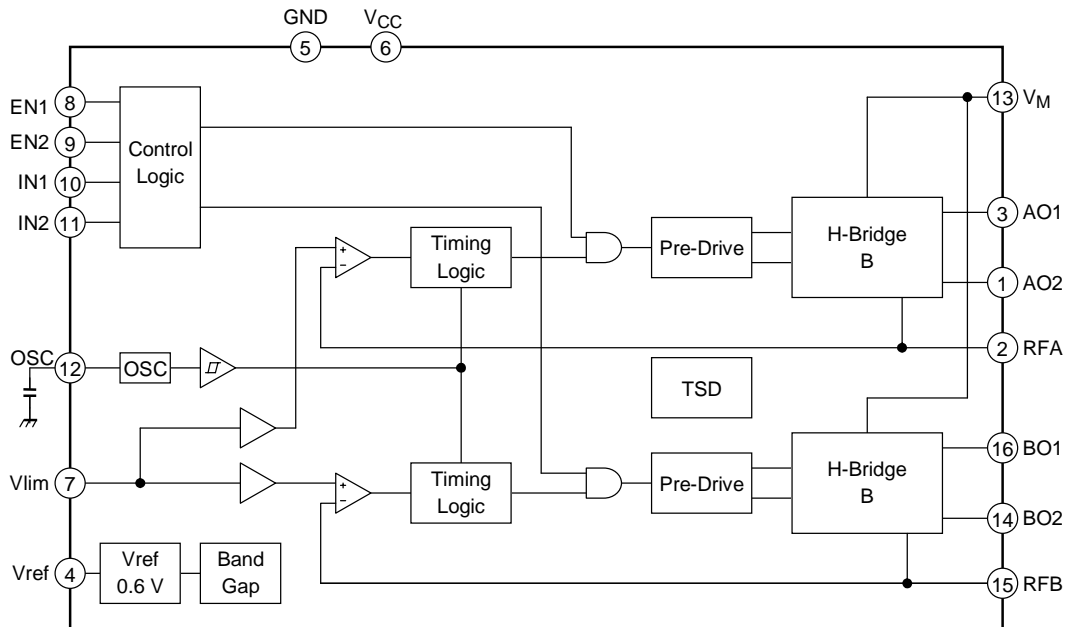 GND
VCC
5
6
EN1
8
EN2
9
IN1
10
IN2
11
Control
Logic
13
VM
3
AO1
H-Bridge
B
1
AO2
Pre-Drive
+
−
Timing
Logic
2
RFA
OSC
12
OSC
TSD
Vlim
7
+
−
Timing
Logic
Pre-Drive
H-Bridge
B
16
BO1
14
BO2
Vref
4
Vref
0.6 V
Band
Gap
15
RFB